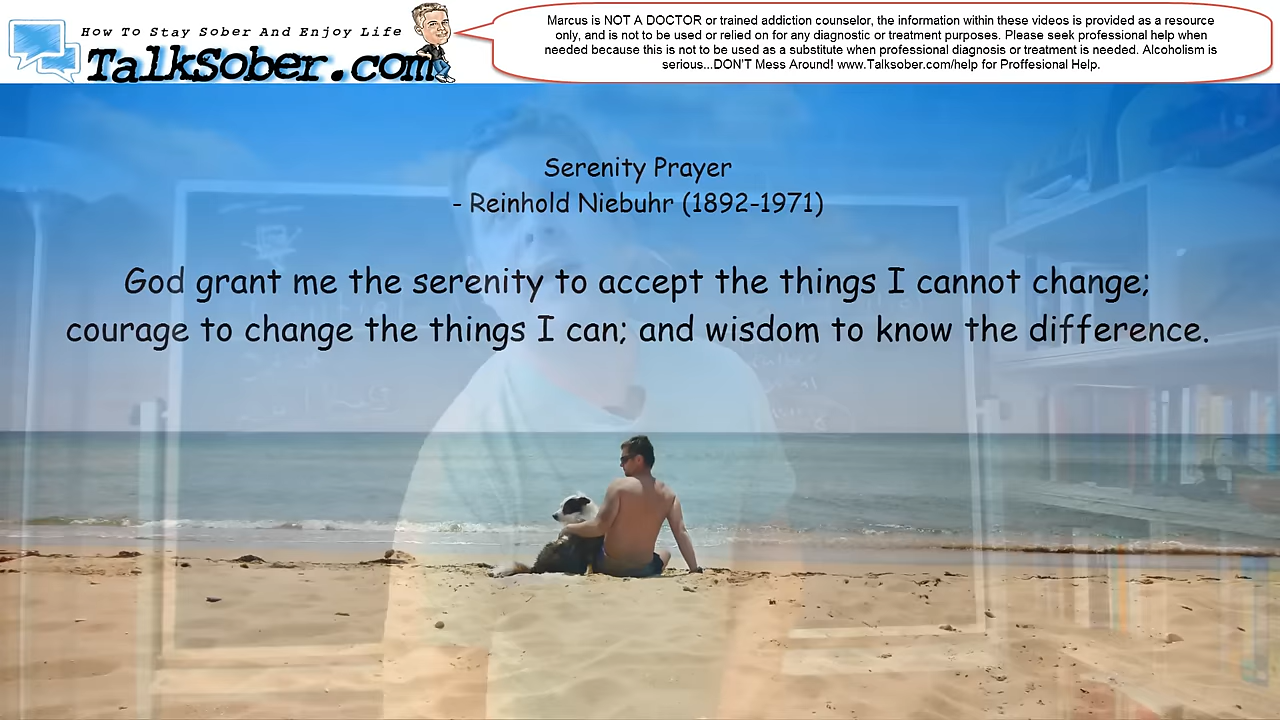 How To Stay Sober And Enjoy Life
TalkSober.com
Marcus is NOT A DOCTOR or trained addiction counselor, the information within these videos is provided as a resource
only, and is not to be used or relied on for any diagnostic or treatment purposes. Please seek professional help when
needed because this is not to be used as a substitute when professional diagnosis or treatment is needed. Alcoholism is
serious...DON'T Mess Around! www.Talksober.com/help for Proffesional Help.
Serenity Prayer
- Reinhold Niebuhr (1892-1971)
God grant me the serenity to accept the things I cannot change;
courage to change the things I can; and wisdom to know the difference.